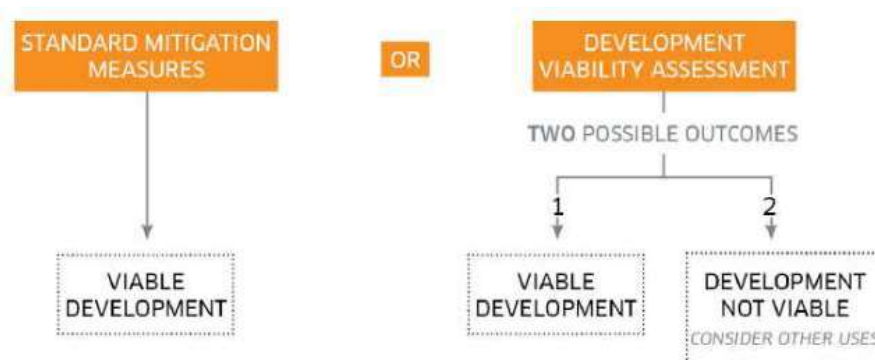 STANDARD MITIGATION
MEASURES
OR
DEVELOPMENT
VIABILITY ASSESSMENT
TWO POSSIBLE OUTCOMES
1
2
VIABLE
DEVELOPMENT
VIABLE
DEVELOPMENT
DEVELOPMENT
NOT VIABLE
CONSIDER OTHER USES